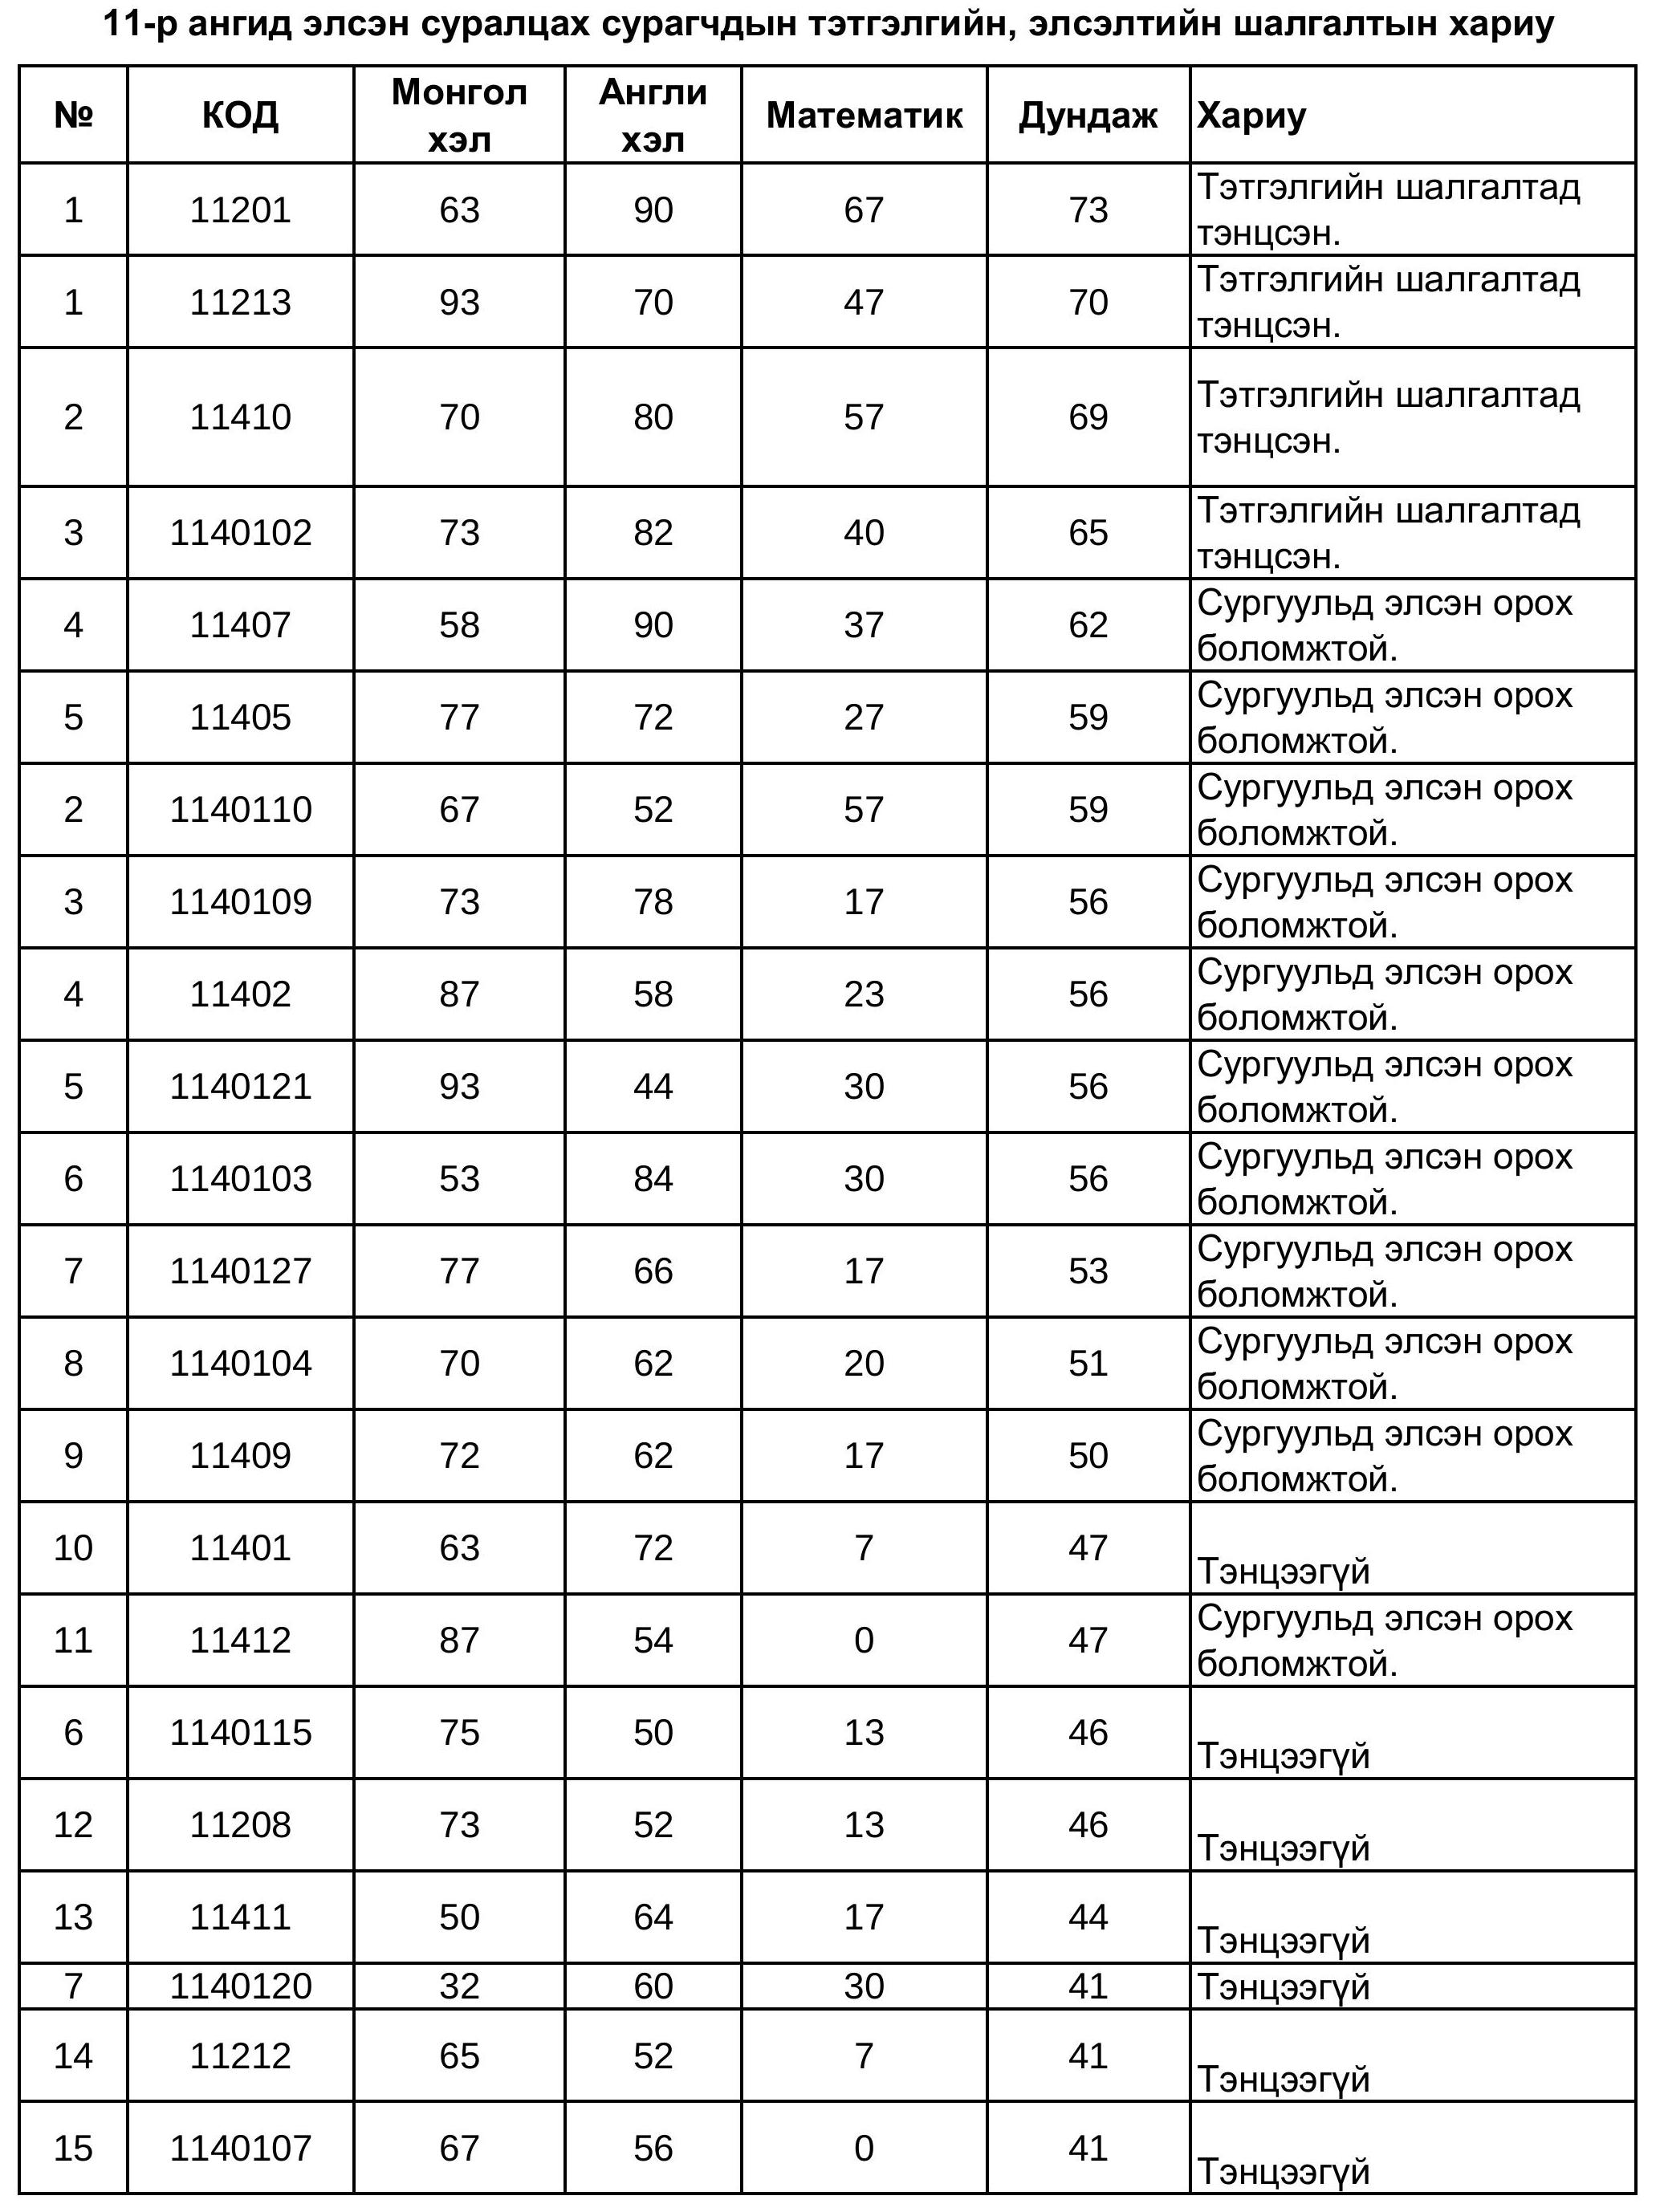 11-р ангид элсэн суралцах сурагчдын тэтгэлгийн, элсэлтийн шалгалтын хариу
№ КОД Монгол хэл Англи хэл Математик Дундаж Хариу
1 11201 63 90 67 73 Тэтгэлгийн шалгалтад тэнцсэн.
1 11213 93 70 47 70 Тэтгэлгийн шалгалтад тэнцсэн.
2 11410 70 80 57 69 Тэтгэлгийн шалгалтад тэнцсэн.
3 1140102 73 82 40 65 Тэтгэлгийн шалгалтад тэнцсэн.
4 11407 58 90 37 62 Сургуульд элсэн орох боломжтой.
5 11405 77 72 27 59 Сургуульд элсэн орох боломжтой.
2 1140110 67 52 57 59 Сургуульд элсэн орох боломжтой.
3 1140109 73 78 17 56 Сургуульд элсэн орох боломжтой.
4 11402 87 58 23 56 Сургуульд элсэн орох боломжтой.
5 1140121 93 44 30 56 Сургуульд элсэн орох боломжтой.
6 1140103 53 84 30 56 Сургуульд элсэн орох боломжтой.
7 1140127 77 66 17 53 Сургуульд элсэн орох боломжтой.
8 1140104 70 62 20 51 Сургуульд элсэн орох боломжтой.
9 11409 72 62 17 50 Сургуульд элсэн орох боломжтой.
10 11401 63 72 7 47 Тэнцээгүй
11 11412 87 54 0 47 Сургуульд элсэн орох боломжтой.
6 1140115 75 50 13 46 Тэнцээгүй
12 11208 73 52 13 46 Тэнцээгүй
13 11411 50 64 17 44 Тэнцээгүй
7 1140120 32 60 30 41 Тэнцээгүй
14 11212 65 52 7 41 Тэнцээгүй
15 1140107 67 56 0 41 Тэнцээгүй